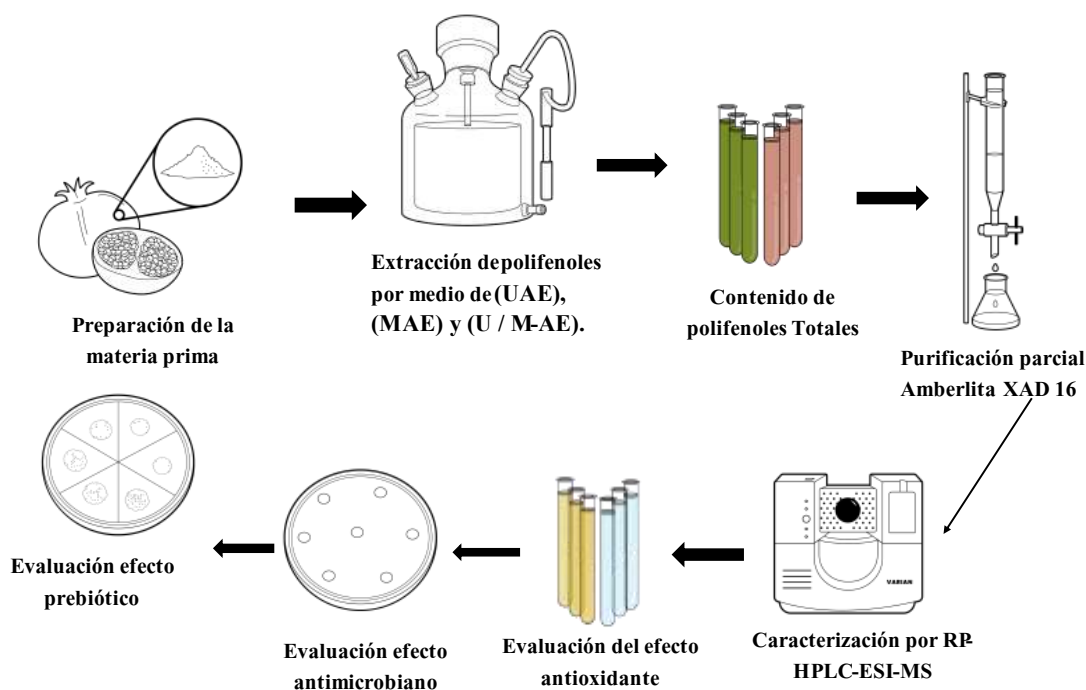 Preparación de la
materia prima
Extracción depolifenoles
por medio de (UAE),
(MAE) y (U / M-AE).
Contenido de
polifenoles Totales
Purificación parcial
Amberlita XAD 16
VARIAN
Caracterización por RP-
HPLC-ESI-MS
Evaluación del efecto
antioxidante
Evaluación efecto
antimicrobiano
Evaluación efecto
prebiótico